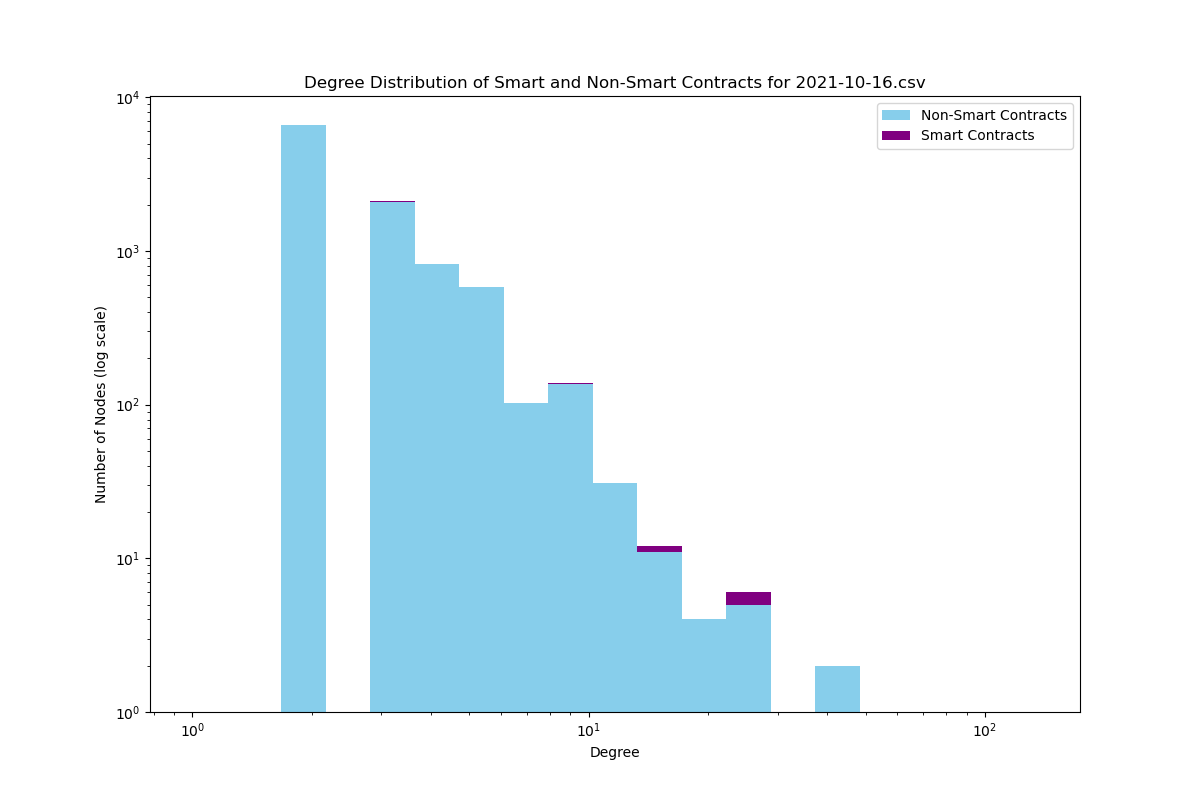 Degree Distribution of Smart and Non-Smart Contracts for 2021-10-16.csv
Non-Smart Contracts
Smart Contracts
Number of Nodes (log scale)
10⁴
10³
10²
10¹
10⁰
10⁰ 10¹ 10²
Degree